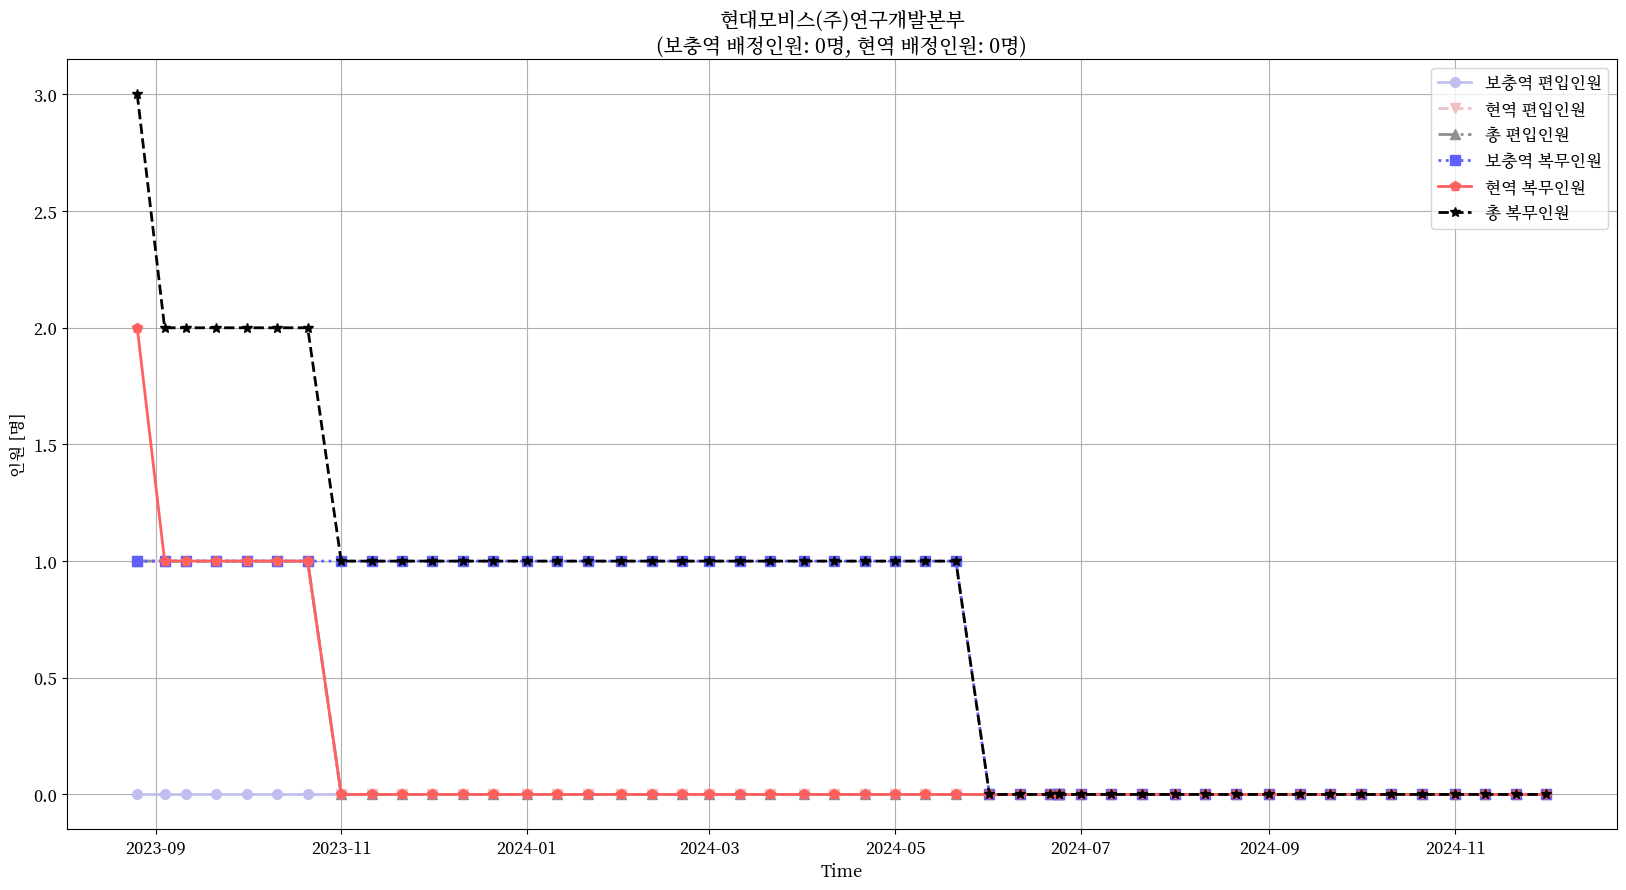 현대모비스(주)연구개발본부
(보충역 배정인원: 0명, 현역 배정인원: 0명)
보충역 편입인원
현역 편입인원
총 편입인원
보충역 복무인원
현역 복무인원
총 복무인원
인원 [명]
3.0
2.5
2.0
1.5
1.0
0.5
0.0
2023-09
2023-11
2024-01
2024-03
2024-05
2024-07
2024-09
2024-11
Time